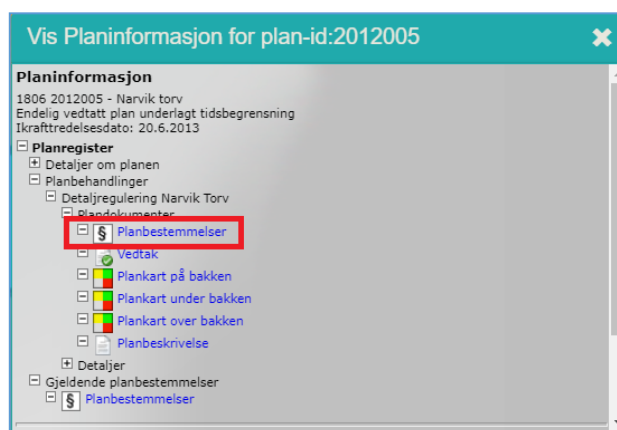 Vis Planinformasjon for plan-id:2012005
Planinformasjon
1806 2012005 - Narvik torv
Endelig vedtatt plan underlagt tidsbegrensning
Ikrafttredelsesdato: 20.6.2013
Planregister
Detaljer om planen
Planbehandlinger
Detaljregulering Narvik Torv
Plandokumenter
§ Planbestemmelser
Vedtak
Plankart på bakken
Plankart under bakken
Plankart over bakken
Planbeskrivelse
Detaljer
Gjeldende planbestemmelser
§ Planbestemmelser